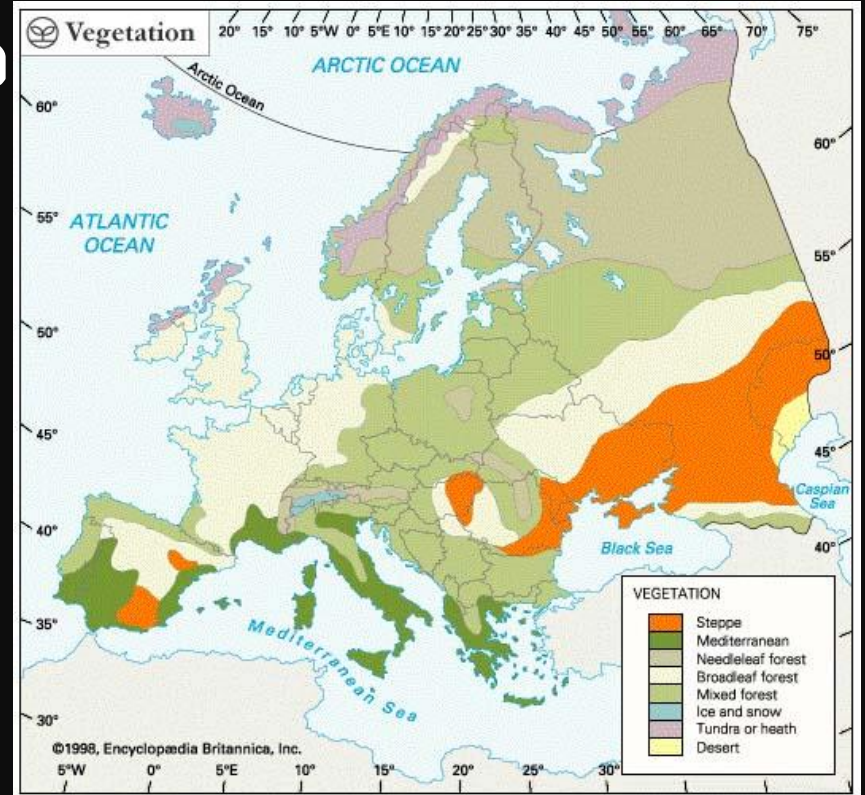 Vegetation
20° 15° 10° 5°W 0° 5°E 10° 15° 20° 25° 30° 35° 40° 45° 50° 55° 60° 65° 70° 75°
ARCTIC OCEAN
Arctic Ocean
60°
60°
55°
ATLANTIC
OCEAN
55°
50°
50°
45°
45°
Caspian
Sea
40°
Black Sea
40°
35°
Mediterranean Sea
30°
VEGETATION
Steppe
Mediterranean
Needleleaf forest
Broadleaf forest
Mixed forest
Ice and snow
Tundra or heath
Desert
©1998, Encyclopædia Britannica, Inc.
5°W 0° 5°E 10° 15° 20° 25° 30°